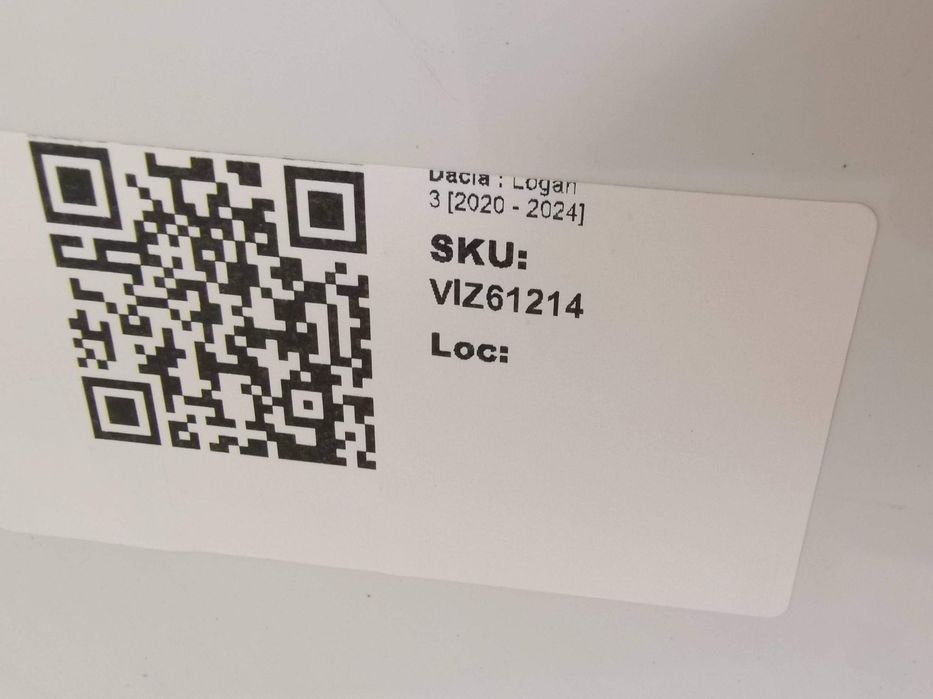 Dacia : Logan
3 [2020 - 2024]
SKU:
VIZ61214
Loc: